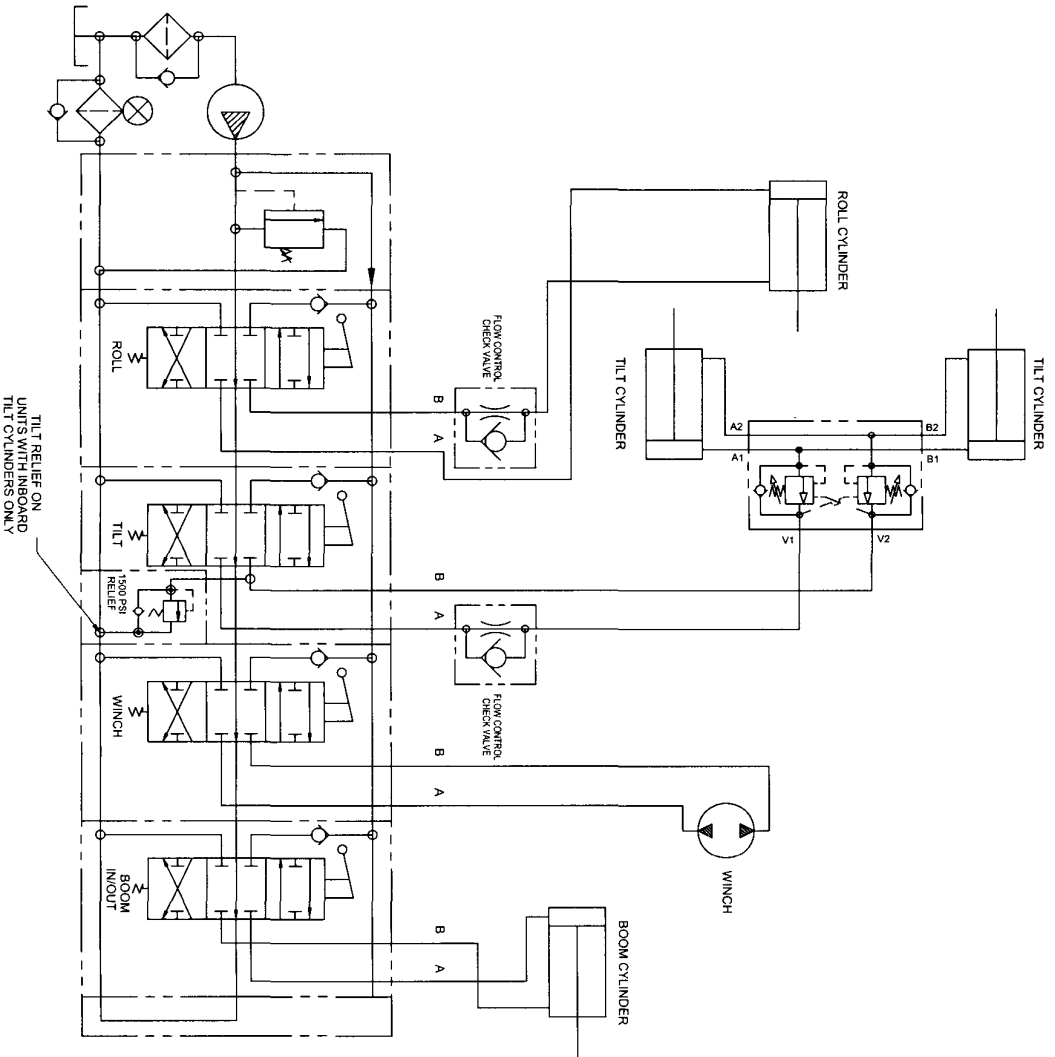 ROLL CYLINDER
TILT CYLINDER
TILT CYLINDER
A2
A1
B2
B1
V1
V2
FLOW CONTROL
CHECK VALVE
B
A
ROLL
TILT
B
A
FLOW CONTROL
CHECK VALVE
1500 PSI
RELIEF
TILT RELIEF ON
UNITS WITH INBOARD
TILT CYLINDERS ONLY
WINCH
B
A
WINCH
BOOM
IN/OUT
B
A
BOOM CYLINDER